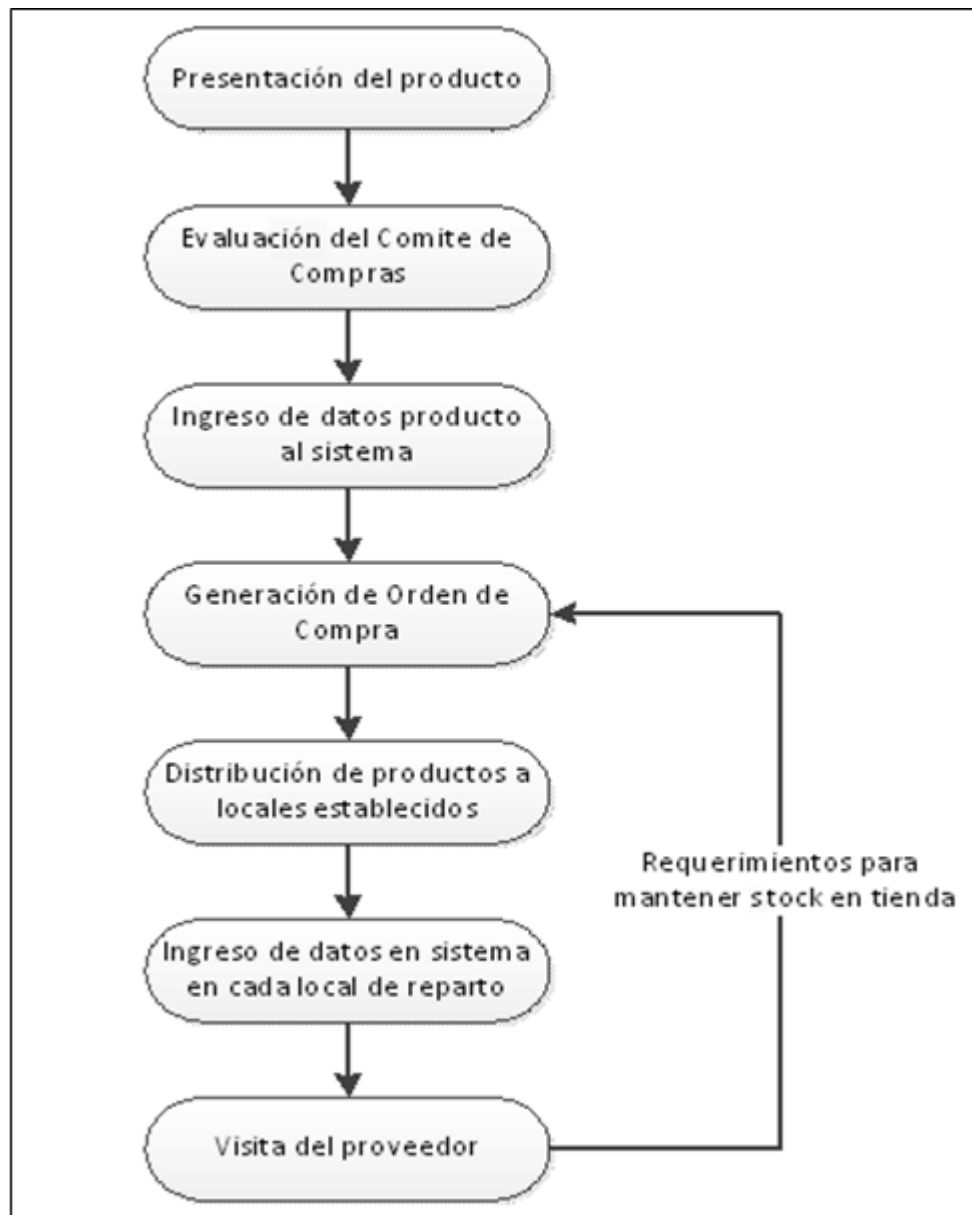 Presentación del producto
Evaluación del Comite de
Compras
Ingreso de datos producto
al sistema
Generación de Orden de
Compra
Distribución de productos a
locales establecidos
Requerimientos para
mantener stock en tienda
Ingreso de datos en sistema
en cada local de reparto
Visita del proveedor